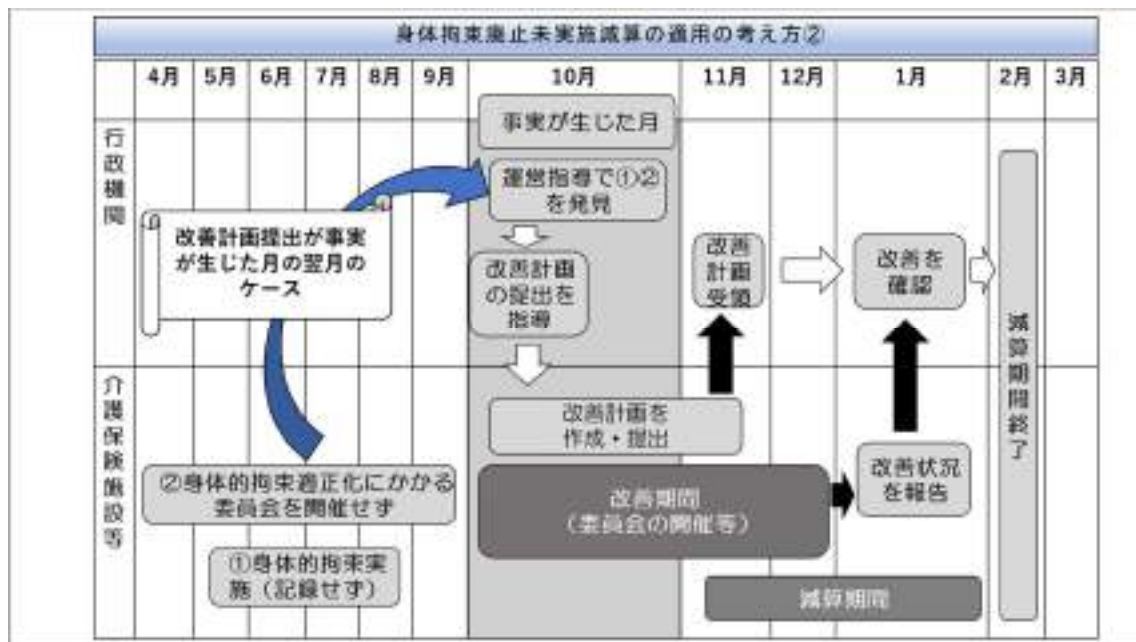 身体拘束廃止未実施減算の適用の考え方②
4月 5月 6月 7月 8月 9月 10月 11月 12月 1月 2月 3月
行政機関
事実が生じた月
運営指導で①②
を発見
改善計画提出が事実
が生じた月の翌月の
ケース
改善計画
の提出を
指導
改善
計画
受領
改善を
確認
減算期間終了
介護保険施設等
改善計画を
作成・提出
②身体的拘束適正化にかかる
委員会を開催せず
改善期間
（委員会の開催等）
改善状況
を報告
①身体的拘束実
施（記録せず）
減算期間